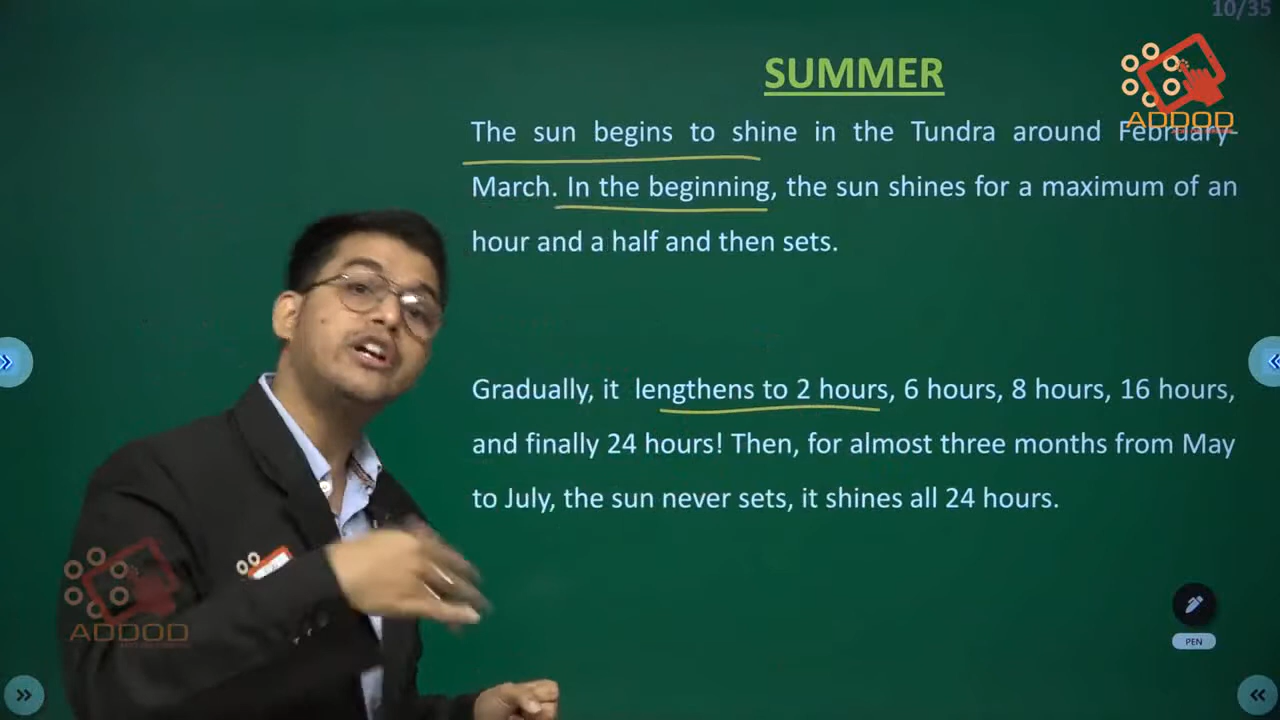 10/35
SUMMER
ADDOD
The sun begins to shine in the Tundra around February-
March. In the beginning, the sun shines for a maximum of an
hour and a half and then sets.
Gradually, it lengthens to 2 hours, 6 hours, 8 hours, 16 hours,
and finally 24 hours! Then, for almost three months from May
to July, the sun never sets, it shines all 24 hours.
ADDOD
PEN